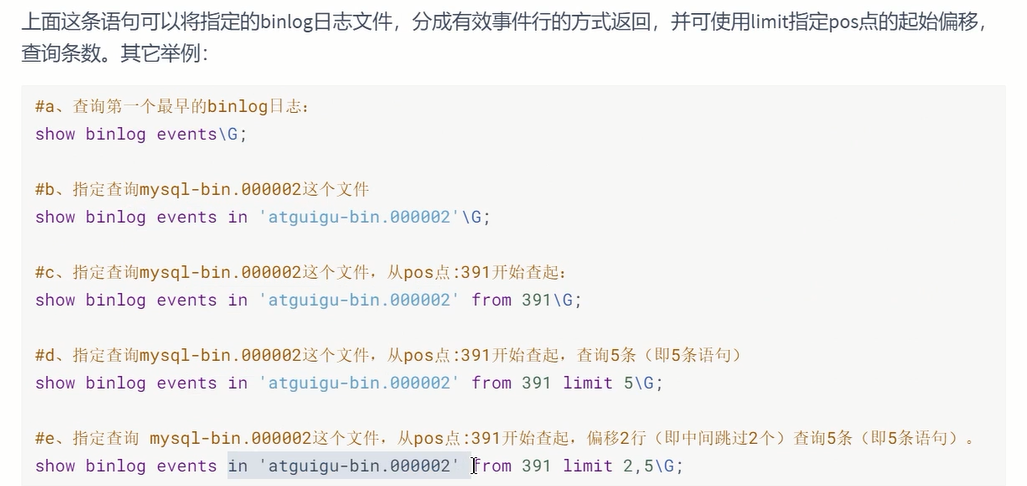 上面这条语句可以将指定的binlog日志文件，分成有效事件行的方式返回，并可使用limit指定pos点的起始偏移，
查询条数。其它举例：
#a、查询第一个最早的binlog日志：
show binlog events\G;
#b、指定查询mysql-bin.000002这个文件
show binlog events in 'atguigu-bin.000002'\G;
#c、指定查询mysql-bin.000002这个文件，从pos点:391开始查起：
show binlog events in 'atguigu-bin.000002' from 391\G;
#d、指定查询mysql-bin.000002这个文件，从pos点:391开始查起，查询5条（即5条语句）
show binlog events in 'atguigu-bin.000002' from 391 limit 5\G;
#e、指定查询 mysql-bin.000002这个文件，从pos点:391开始查起，偏移2行（即中间跳过2个）查询5条（即5条语句）。
show binlog events in 'atguigu-bin.000002' from 391 limit 2,5\G;